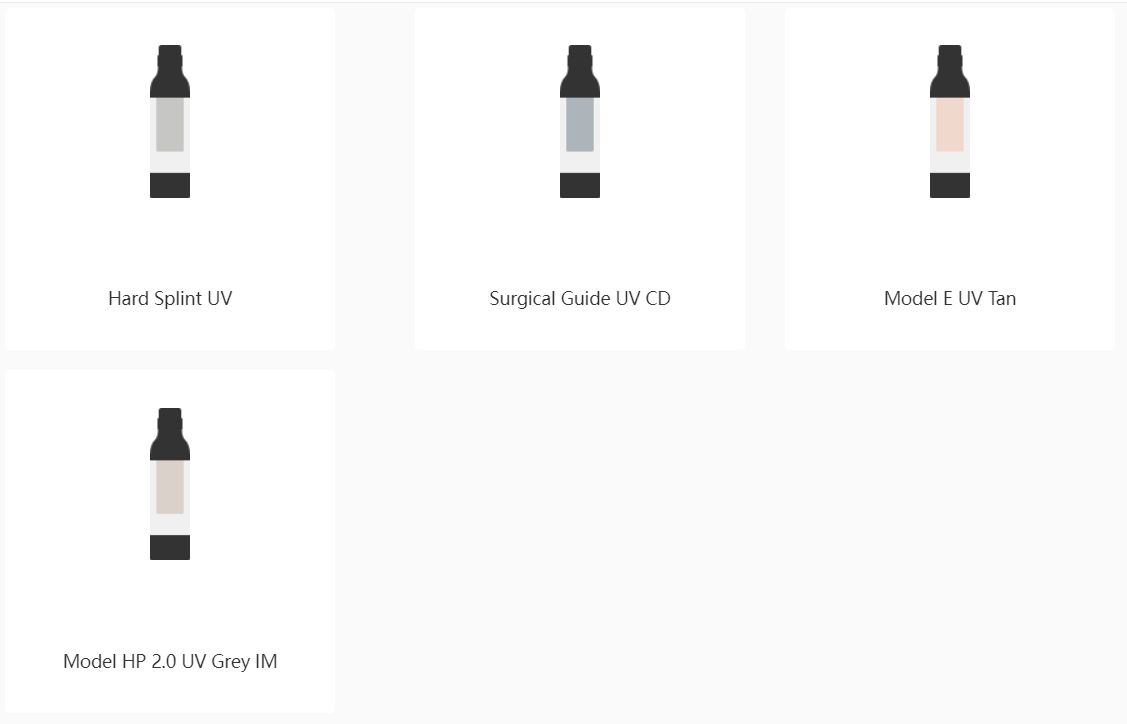 Hard Splint UV
Surgical Guide UV CD
Model E UV Tan
Model HP 2.0 UV Grey IM